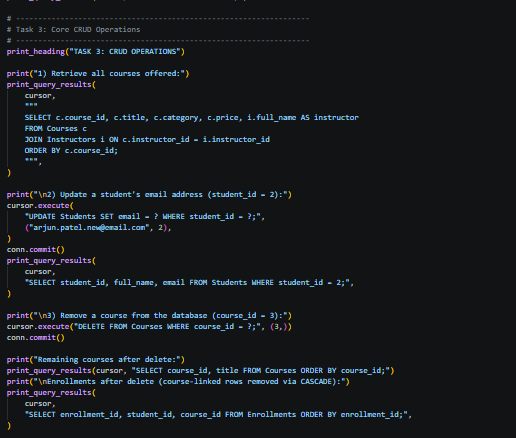 # ----------------------------------------------------------------
# Task 3: Core CRUD Operations
# ----------------------------------------------------------------
print_heading("TASK 3: CRUD OPERATIONS")
print("1) Retrieve all courses offered:")
print_query_results(
    cursor,
    """
    SELECT c.course_id, c.title, c.category, c.price, i.full_name AS instructor
    FROM Courses c
    JOIN Instructors i ON c.instructor_id = i.instructor_id
    ORDER BY c.course_id;
    """,
)
print("\n2) Update a student's email address (student_id = 2):")
cursor.execute(
    "UPDATE Students SET email = ? WHERE student_id = ?;",
    ("arjun.patel.new@email.com", 2),
)
conn.commit()
print_query_results(
    cursor,
    "SELECT student_id, full_name, email FROM Students WHERE student_id = 2;",
)
print("\n3) Remove a course from the database (course_id = 3):")
cursor.execute("DELETE FROM Courses WHERE course_id = ?;", (3,))
conn.commit()
print("Remaining courses after delete:")
print_query_results(cursor, "SELECT course_id, title FROM Courses ORDER BY course_id;")
print("\nEnrollments after delete (course-linked rows removed via CASCADE):")
print_query_results(
    cursor,
    "SELECT enrollment_id, student_id, course_id FROM Enrollments ORDER BY enrollment_id;",
)